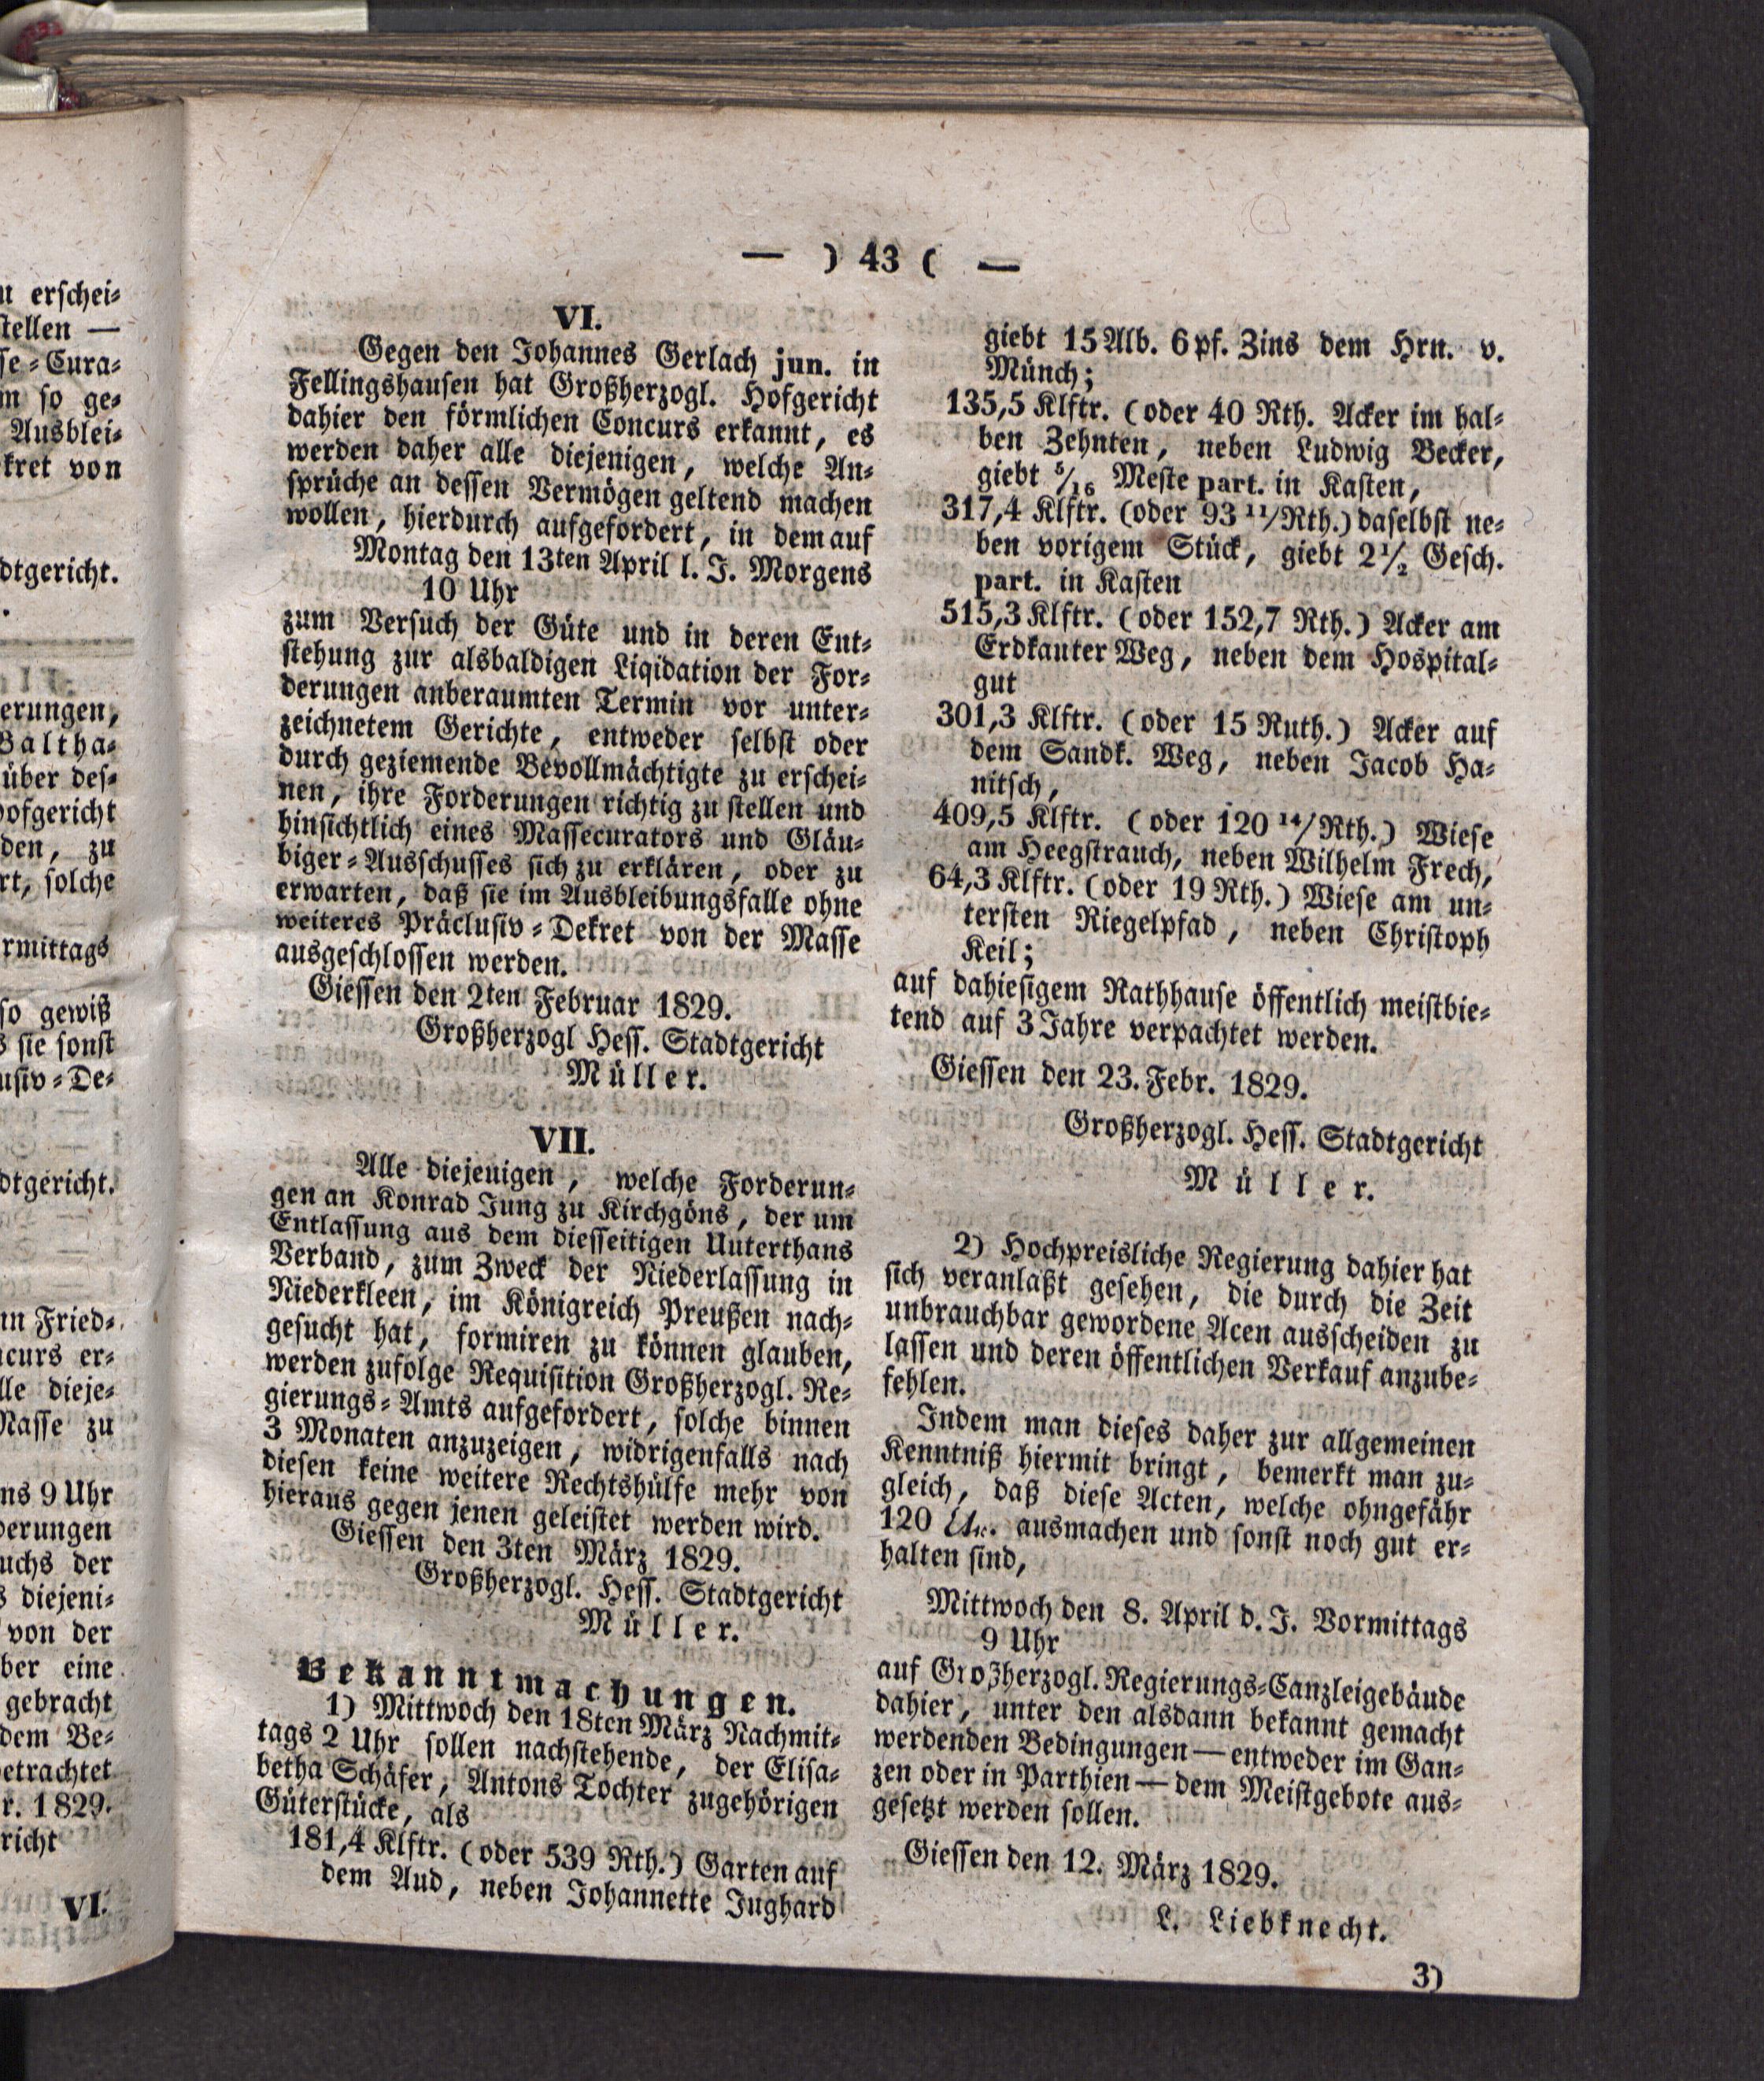 — ) 43 ( —
VI.
Gegen den Johannes Gerlach jun. in
Fellingshausen hat Großherzogl. Hofgericht
dahier den förmlichen Concurs erkannt, es
werden daher alle diejenigen, welche An-
sprüche an dessen Vermögen geltend machen
wollen, hierdurch aufgefordert, in dem auf
Montag den 13ten April l. J. Morgens
10 Uhr
zum Versuch der Güte und in deren Ent-
stehung zur alsbaldigen Liqidation der For-
derungen anberaumten Termin vor unter-
zeichnetem Gerichte, entweder selbst oder
durch geziemende Bevollmächtigte zu erschei-
nen, ihre Forderungen richtig zu stellen und
hinsichtlich eines Massecurators und Gläu-
biger-Ausschusses sich zu erklären, oder zu
erwarten, daß sie im Ausbleibungsfalle ohne
weiteres Präclusiv-Dekret von der Masse
ausgeschlossen werden.
Giessen den 2ten Februar 1829.
Großherzogl Hess. Stadtgericht
Müller.
VII.
Alle diejenigen, welche Forderun-
gen an Konrad Jung zu Kirchgöns, der um
Entlassung aus dem diesseitigen Unterthans
Verband, zum Zweck der Niederlassung in
Niederkleen, im Königreich Preußen nach-
gesucht hat, formiren zu können glauben,
werden zufolge Requisition Großherzogl. Re-
gierungs-Amts aufgefordert, solche binnen
3 Monaten anzuzeigen, widrigenfalls nach
diesen keine weitere Rechtshülfe mehr von
hieraus gegen jenen geleistet werden wird.
Giessen den 3ten März 1829.
Großherzogl. Hess. Stadtgericht
Müller.
Bekanntmachungen.
1) Mittwoch den 18ten März Nachmit-
tags 2 Uhr sollen nachstehende, der Elisa-
betha Schäfer, Antons Tochter zugehörigen
Güterstücke, als
181,4 Klftr. (oder 539 Rth.) Garten auf
dem Aud, neben Johannette Jughard
giebt 15 Alb. 6 pf. Zins dem Hrn. v.
Münch;
135,5 Klftr. (oder 40 Rth. Acker im hal-
ben Zehnten, neben Ludwig Becker,
giebt 5/16 Meste part. in Kasten,
317,4 Klftr. (oder 93 11/Rth.) daselbst ne-
ben vorigem Stück, giebt 2 1/2 Gesch.
part. in Kasten
515,3 Klftr. (oder 152,7 Rth.) Acker am
Erdkauter Weg, neben dem Hospital-
gut
301,3 Klftr. (oder 15 Ruth.) Acker auf
dem Sandk. Weg, neben Jacob Ha-
nitsch,
409,5 Klftr. (oder 120 14/Rth.) Wiese
am Heegstrauch, neben Wilhelm Frech,
64,3 Klftr. (oder 19 Rth.) Wiese am un-
tersten Riegelpfad, neben Christoph
Keil;
auf dahiesigem Rathhause öffentlich meistbie-
tend auf 3 Jahre verpachtet werden.
Giessen den 23. Febr. 1829.
Großherzogl. Hess. Stadtgericht
Müller.
2) Hochpreisliche Regierung dahier hat
sich veranlaßt gesehen, die durch die Zeit
unbrauchbar gewordene Acen ausscheiden zu
lassen und deren öffentlichen Verkauf anzube-
fehlen.
Indem man dieses daher zur allgemeinen
Kenntniß hiermit bringt, bemerkt man zu-
gleich, daß diese Acten, welche ohngefähr
120 ausmachen und sonst noch gut er-
halten sind,
Mittwoch den 8. April d. J. Vormittags
9 Uhr
auf Großherzogl. Regierungs-Canzleigebäude
dahier, unter den alsdann bekannt gemacht
werdenden Bedingungen — entweder im Gan-
zen oder in Parthien — dem Meistgebote aus-
gesetzt werden sollen.
Giessen den 12. März 1829.
L. Liebknecht.
3)